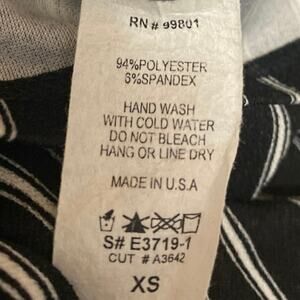 RN # 99801
94%POLYESTER
6%SPANDEX
HAND WASH
WITH COLD WATER
DO NOT BLEACH
HANG OR LINE DRY
MADE IN U.S.A
S# E3719-1
CUT # A3642
XS